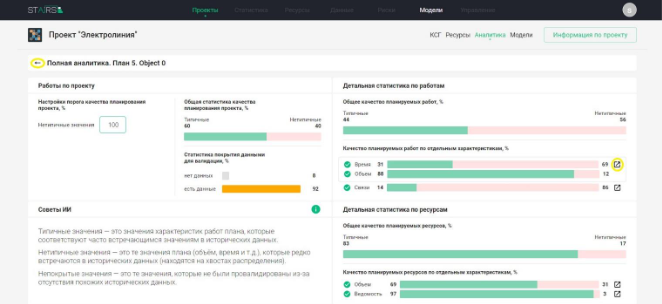 STAIRS
Проекты Статистика Ресурсы Данные Риски Модели Управление
Проект "Электролиния"
КСГ Ресурсы Аналитика Модели
Информация по проекту
Полная аналитика. План 5. Object 0
Работы по проекту
Настройки порога качества планирования проекта, %
Нетипичные значения 100
Общая статистика качества планирования проекта, %
Типичные Нетипичные
60 40
Статистика покрытия данными для валидации, %
нет данных 8
есть данных 92
Детальная статистика по работам
Общее качество планируемых работ, %
Типичные Нетипичные
44 56
Качество планируемых работ по отдельным характеристикам, %
Время 31 69
Объем 88 12
Связи 14 86
Советы ИИ
Типичные значения — это значения характеристик работ плана, которые
соответствуют часто встречающимся значениям в исторических данных.
Нетипичные значения — это те значения плана (объём, время и т.д.), которые редко
встречаются в исторических данных (находятся на хвостах распределения).
Непокрытые значения — это те значения, которые не были провалидированы из-за
отсутствия похожих исторических данных.
Детальная статистика по ресурсам
Общее качество планируемых ресурсов, %
Типичные Нетипичные
83 17
Качество планируемых ресурсов по отдельным характеристикам, %
Объем 69 31
Ведомость 97 3